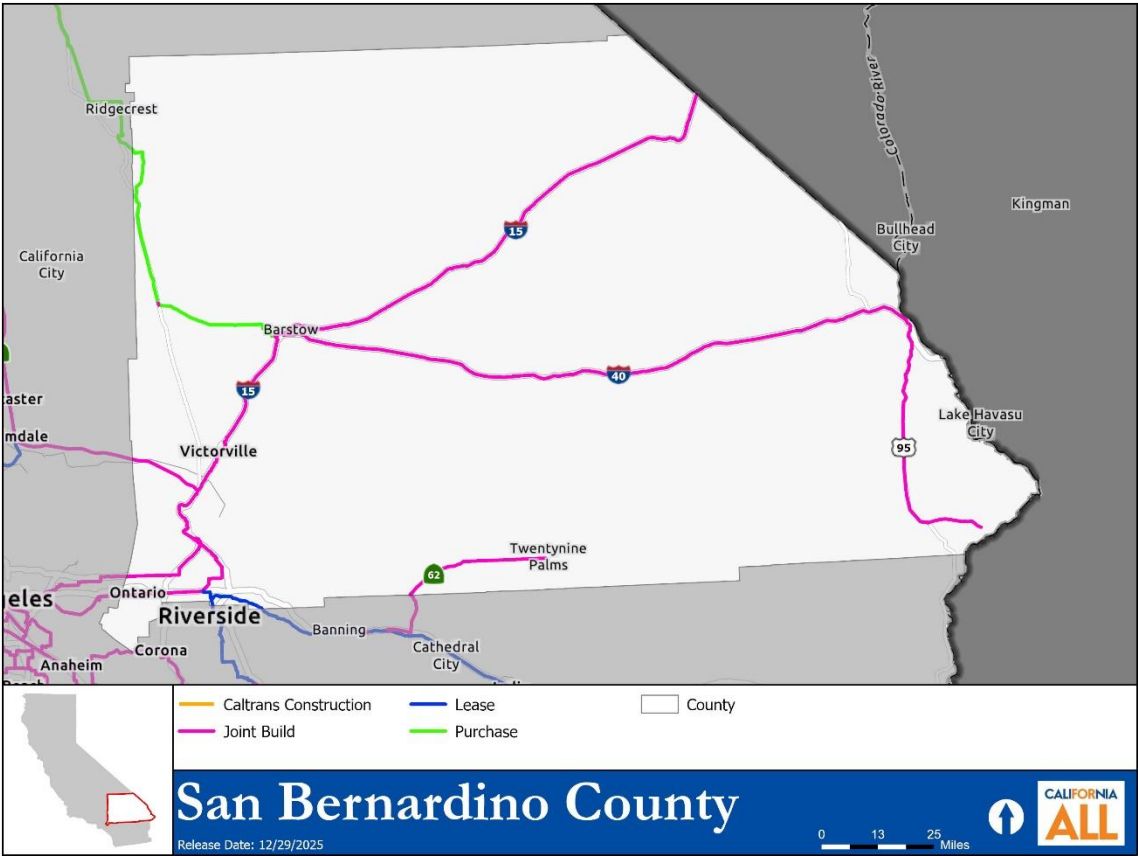 Ridgecrest
Colorado River
Kingman
Bullhead
City
15
California
City
Barstow
40
15
caster
mdale
Lake Havasu
City
Victorville
95
Twentynine
Palms
62
Ontario
geles
Riverside
Banning
Cathedral
City
Corona
Anaheim
Caltrans Construction
Lease
County
Joint Build
Purchase
San Bernardino County
Release Date: 12/29/2025
0 13 25
Miles
CALIFORNIA
ALL